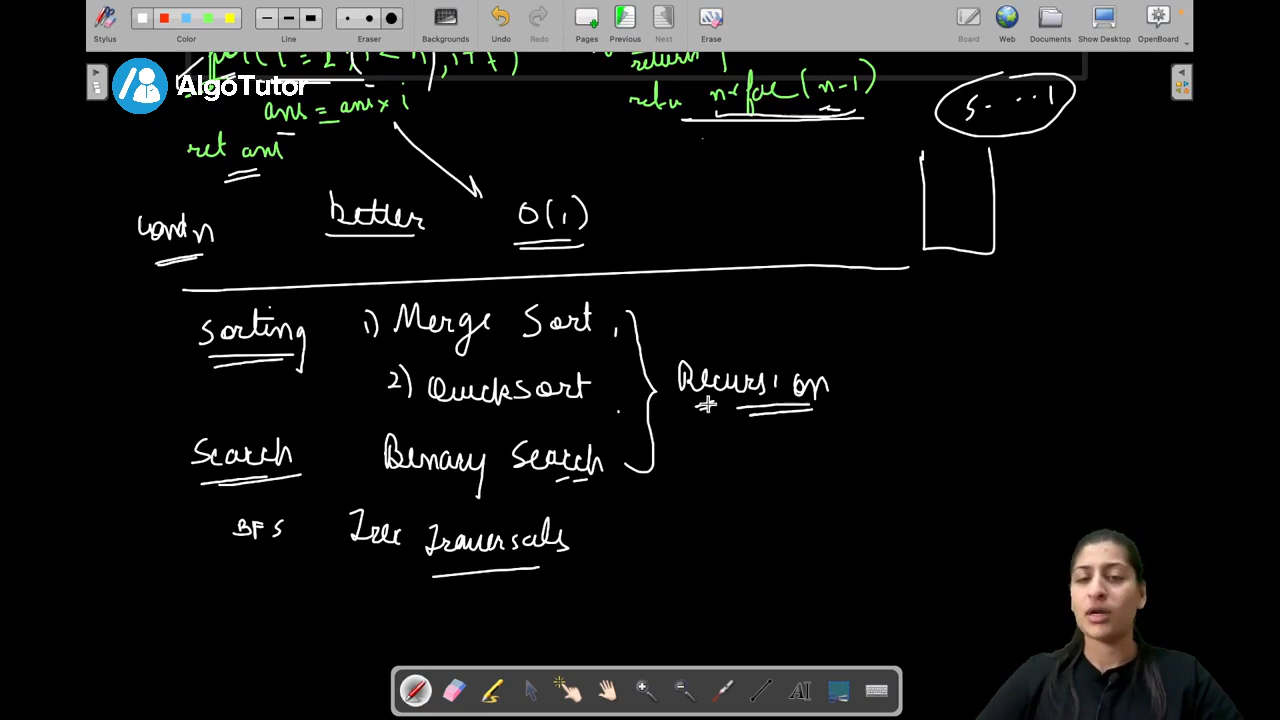 Stylus Color Line Eraser Backgrounds Undo Redo Pages Previous Next Erase Board Web Documents Show Desktop OpenBoard
AlgoTutor
return 1
n*fac(n-1)
ans = ans x i
5 - ... 1
ret ans
better O(1)
Sorting 1) Merge Sort
2) Quicksort
Recursion
Search Binary Search
BFS Tree Traversals